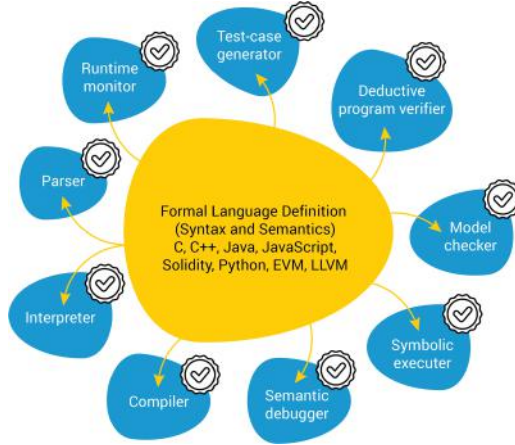 Test-case
generator
Runtime
monitor
Deductive
program verifier
Parser
Formal Language Definition
(Syntax and Semantics)
C, C++, Java, JavaScript,
Solidity, Python, EVM, LLVM
Model
checker
Interpreter
Symbolic
executer
Compiler
Semantic
debugger